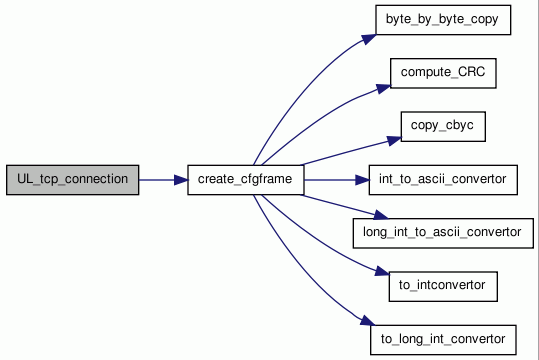 byte_by_byte_copy
compute_CRC
copy_cbyc
UL_tcp_connection
create_cfgframe
int_to_ascii_convertor
long_int_to_ascii_convertor
to_intconvertor
to_long_int_convertor